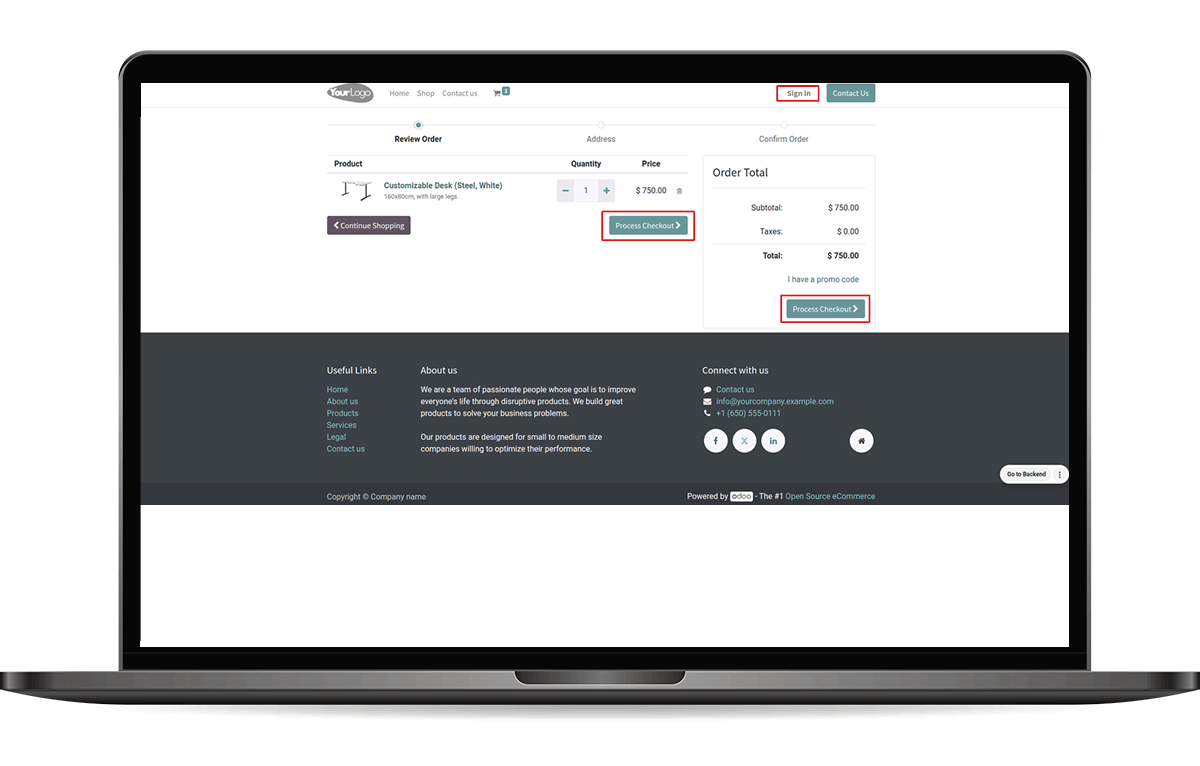 YourLogo
Home Shop Contact us 1 Sign in Contact Us
Review Order Address Confirm Order
Product Quantity Price
Customizable Desk (Steel, White)
160x80cm, with large legs.
1 $ 750.00
Continue Shopping Process Checkout
Order Total
Subtotal: $ 750.00
Taxes: $ 0.00
Total: $ 750.00
I have a promo code
Process Checkout
Useful Links
Home
About us
Products
Services
Legal
Contact us
About us
We are a team of passionate people whose goal is to improve
everyone's life through disruptive products. We build great
products to solve your business problems.
Our products are designed for small to medium size
companies willing to optimize their performance.
Connect with us
Contact us
info@yourcompany.example.com
+1 (650) 555-0111
Go to Backend
Copyright © Company name
Powered by odoo - The #1 Open Source eCommerce